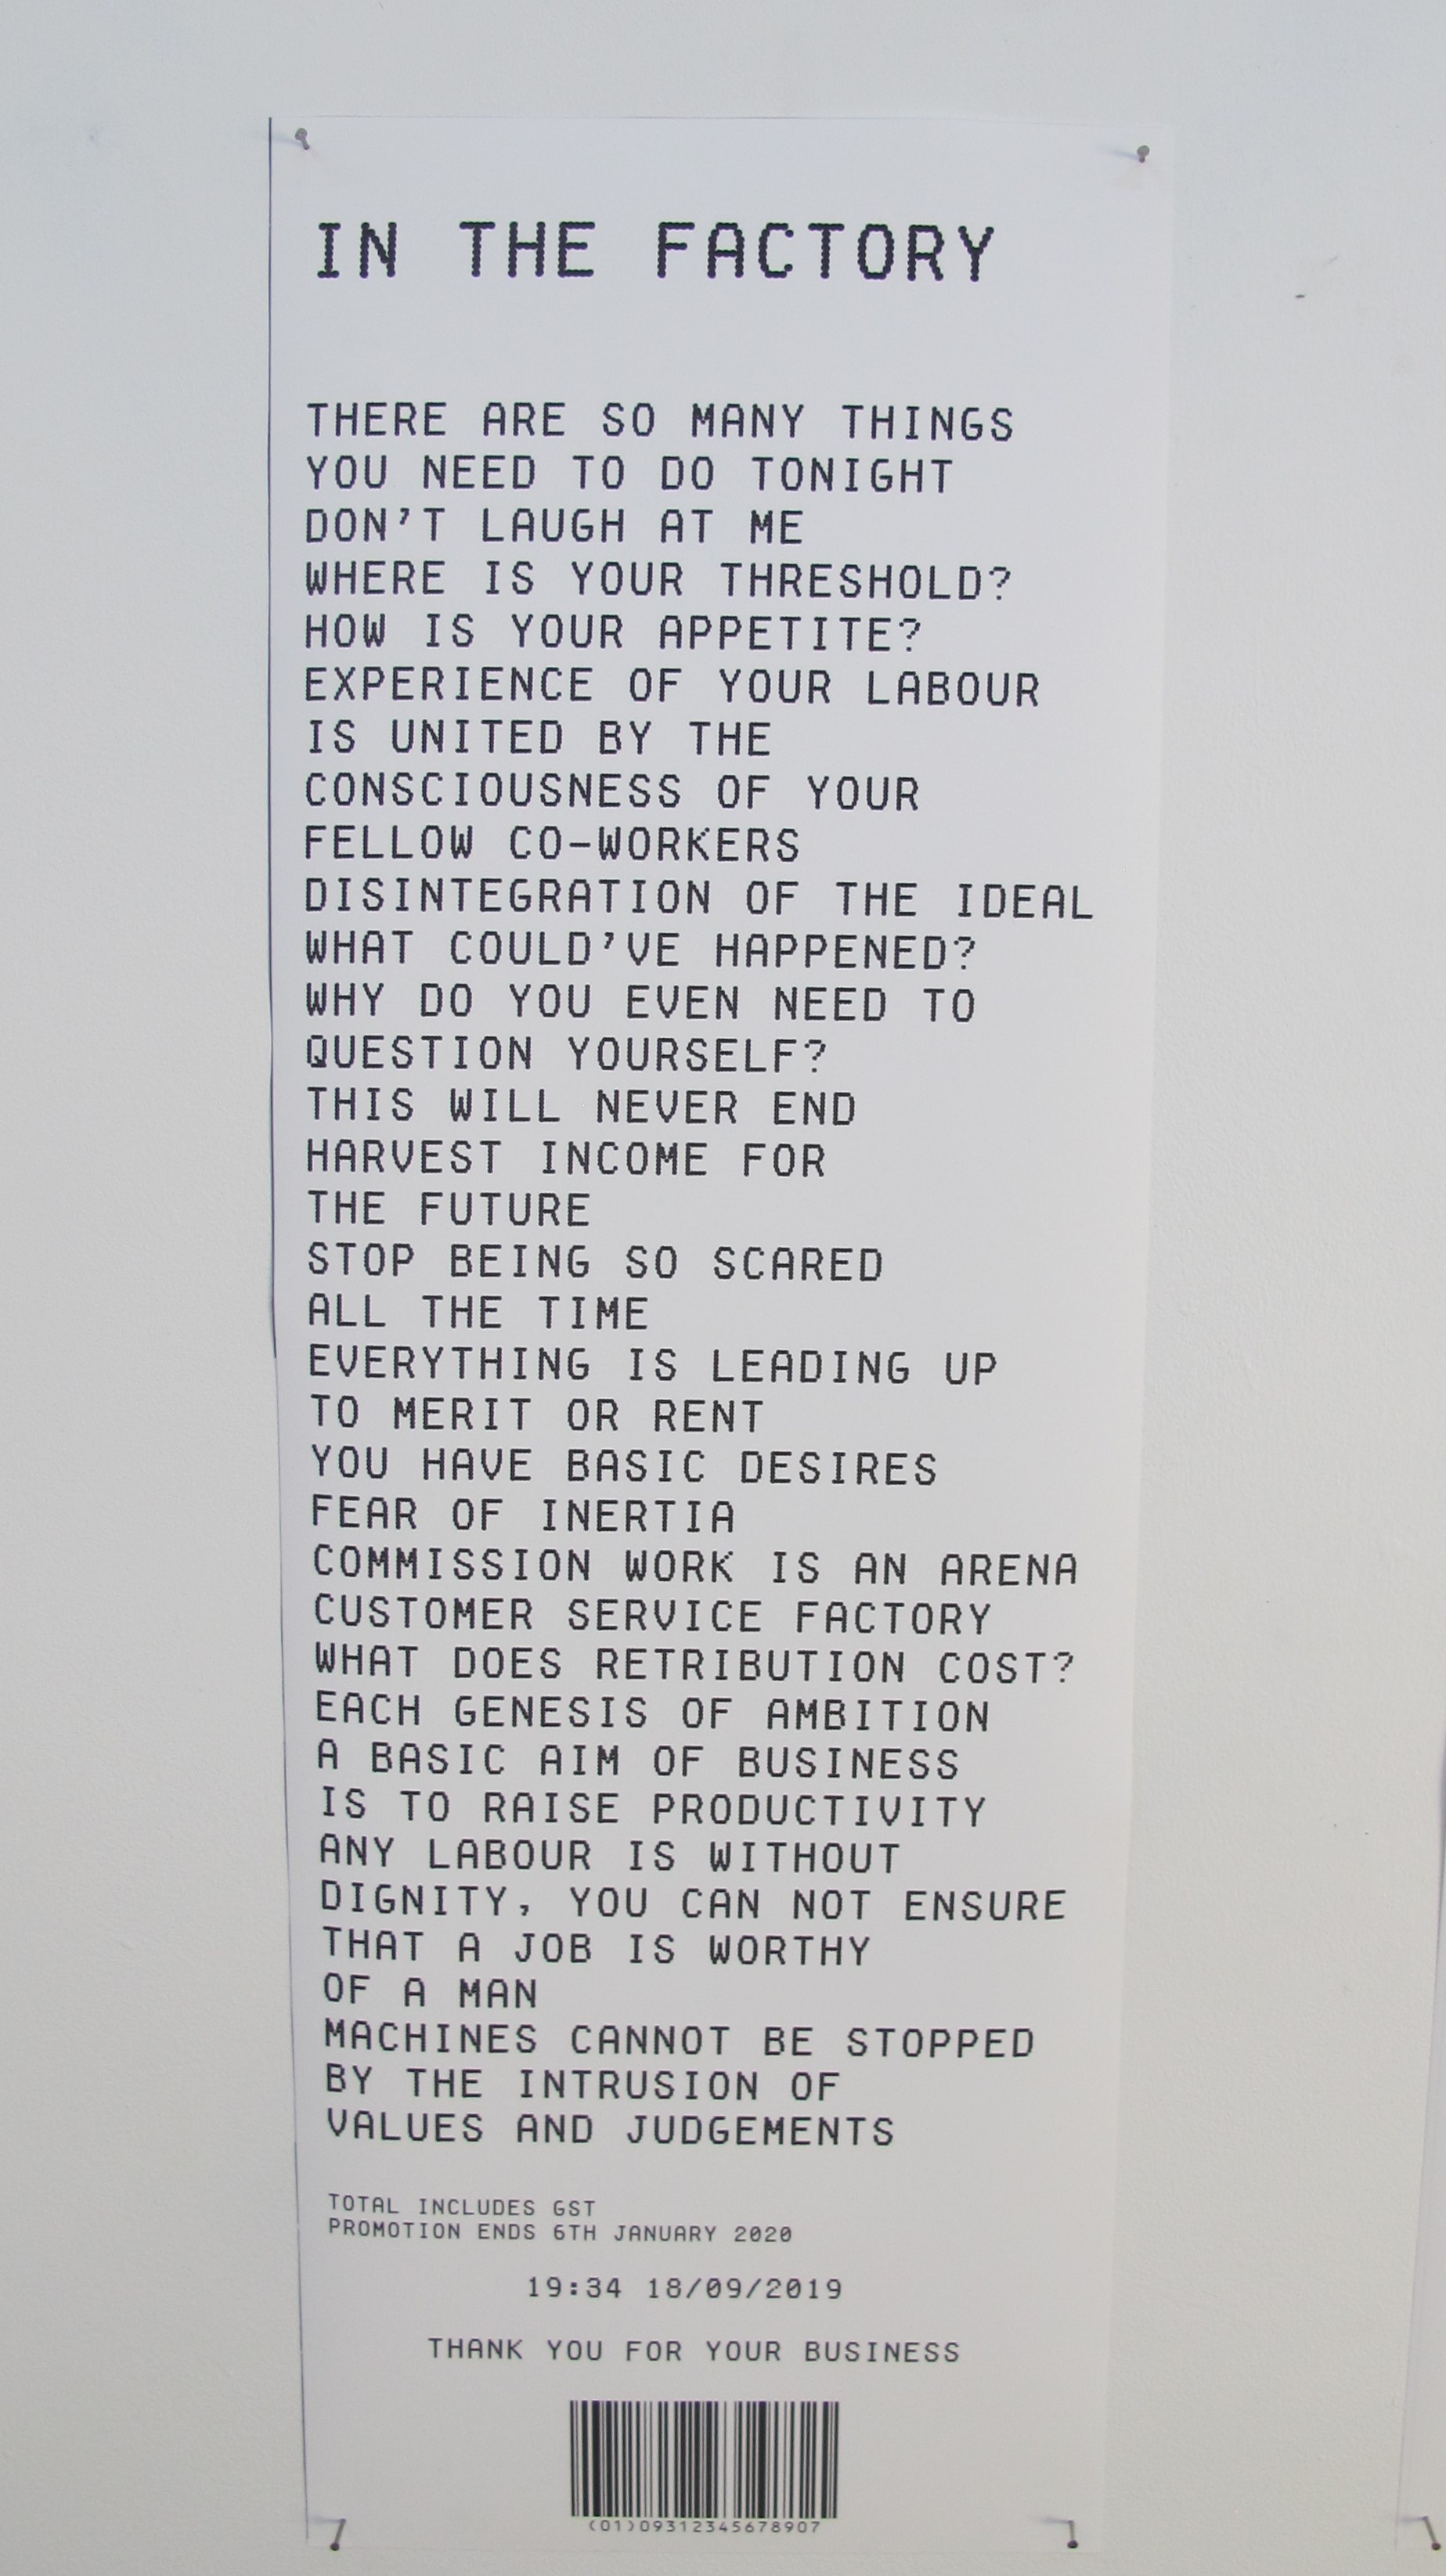 IN THE FACTORY
THERE ARE SO MANY THINGS
YOU NEED TO DO TONIGHT
DON'T LAUGH AT ME
WHERE IS YOUR THRESHOLD?
HOW IS YOUR APPETITE?
EXPERIENCE OF YOUR LABOUR
IS UNITED BY THE
CONSCIOUSNESS OF YOUR
FELLOW CO-WORKERS
DISINTEGRATION OF THE IDEAL
WHAT COULD'VE HAPPENED?
WHY DO YOU EVEN NEED TO
QUESTION YOURSELF?
THIS WILL NEVER END
HARVEST INCOME FOR
THE FUTURE
STOP BEING SO SCARED
ALL THE TIME
EVERYTHING IS LEADING UP
TO MERIT OR RENT
YOU HAVE BASIC DESIRES
FEAR OF INERTIA
COMMISSION WORK IS AN ARENA
CUSTOMER SERVICE FACTORY
WHAT DOES RETRIBUTION COST?
EACH GENESIS OF AMBITION
A BASIC AIM OF BUSINESS
IS TO RAISE PRODUCTIVITY
ANY LABOUR IS WITHOUT
DIGNITY, YOU CAN NOT ENSURE
THAT A JOB IS WORTHY
OF A MAN
MACHINES CANNOT BE STOPPED
BY THE INTRUSION OF
VALUES AND JUDGEMENTS
TOTAL INCLUDES GST
PROMOTION ENDS 6TH JANUARY 2020
19:34 18/09/2019
THANK YOU FOR YOUR BUSINESS
(01)09312345678907